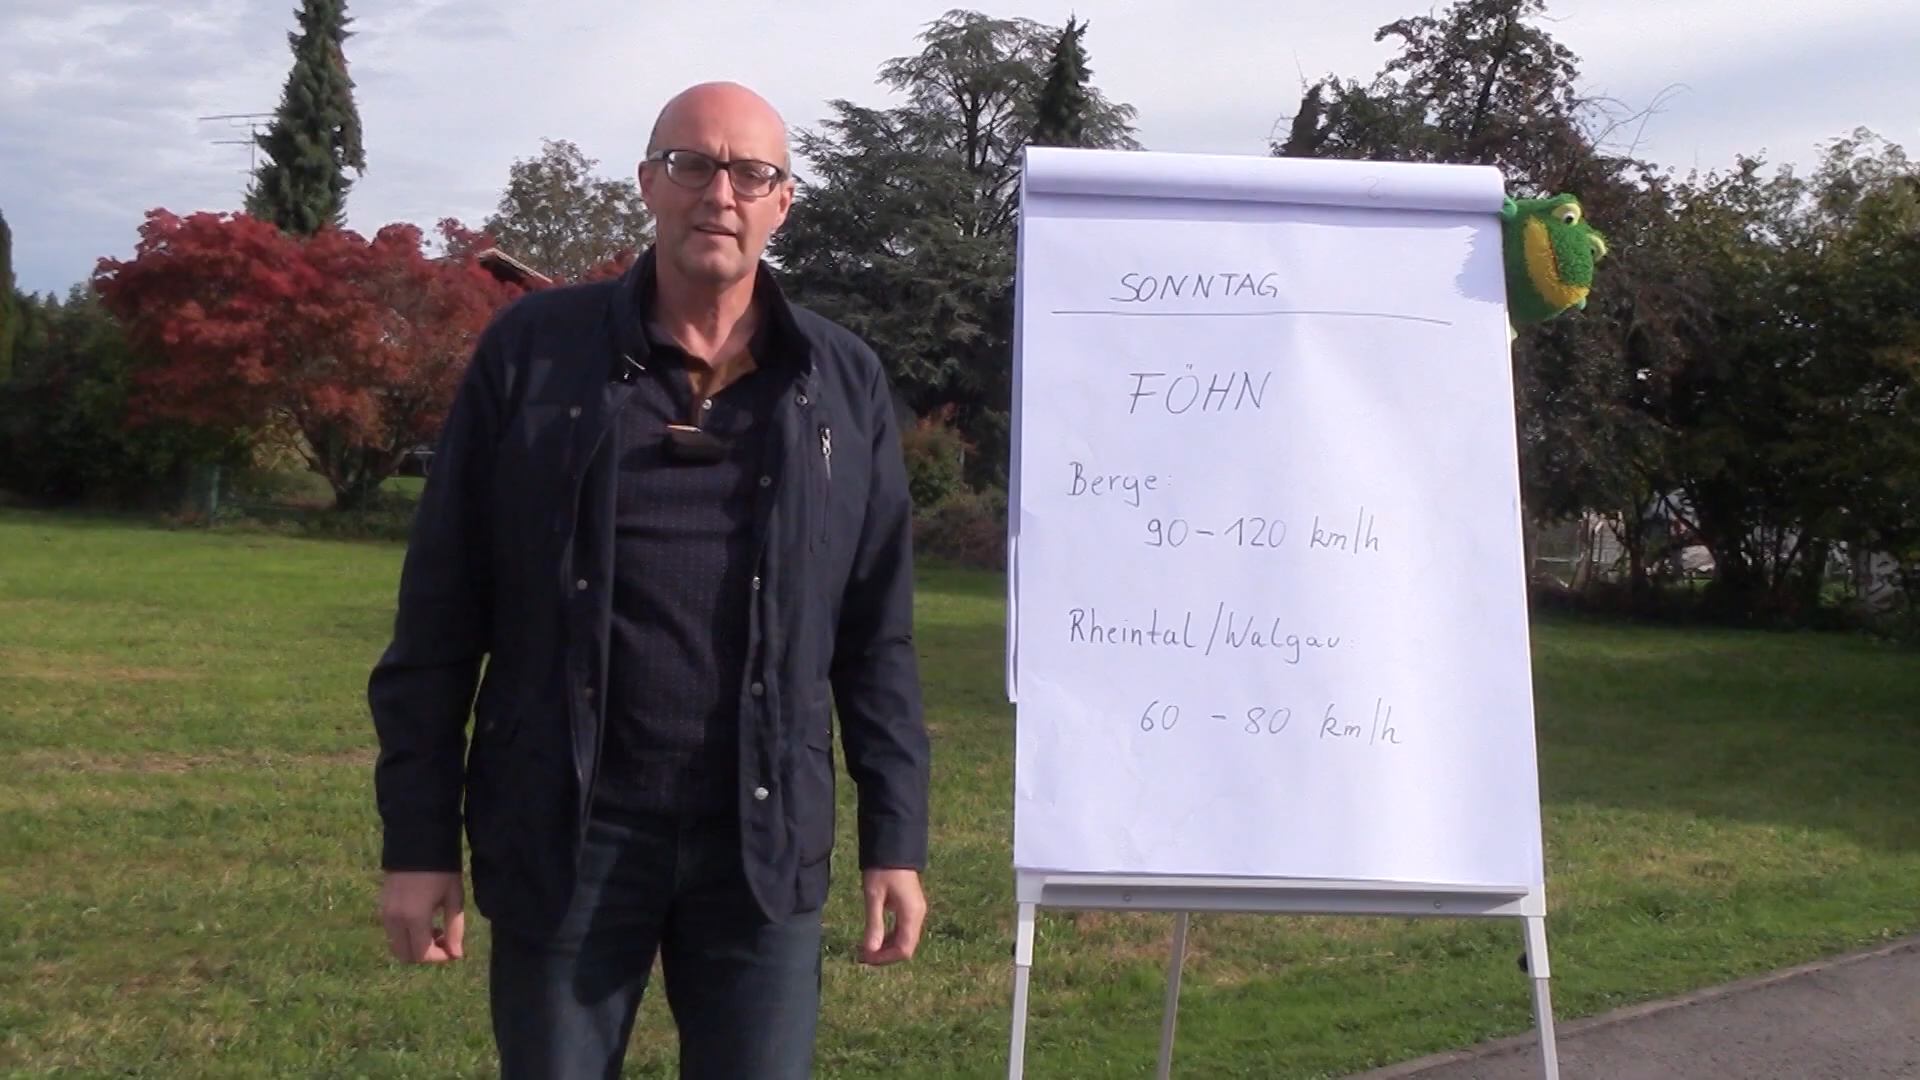 SONNTAG
FÖHN
Berge:
90-120 km/h
Rheintal/Walgau:
60 - 80 km/h